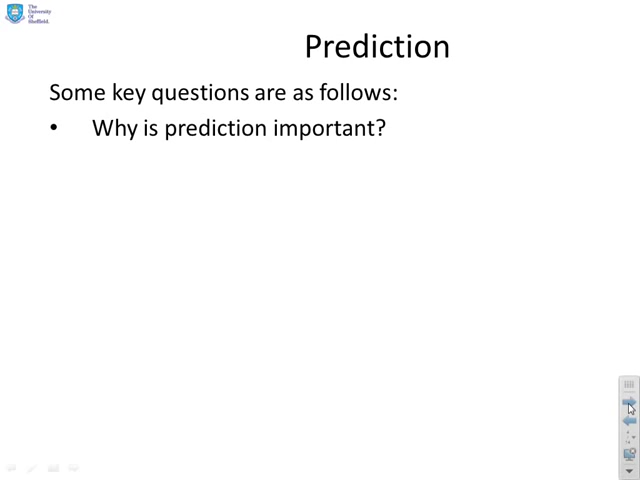 The
University
Of
Sheffield.
Prediction
Some key questions are as follows:
• Why is prediction important?